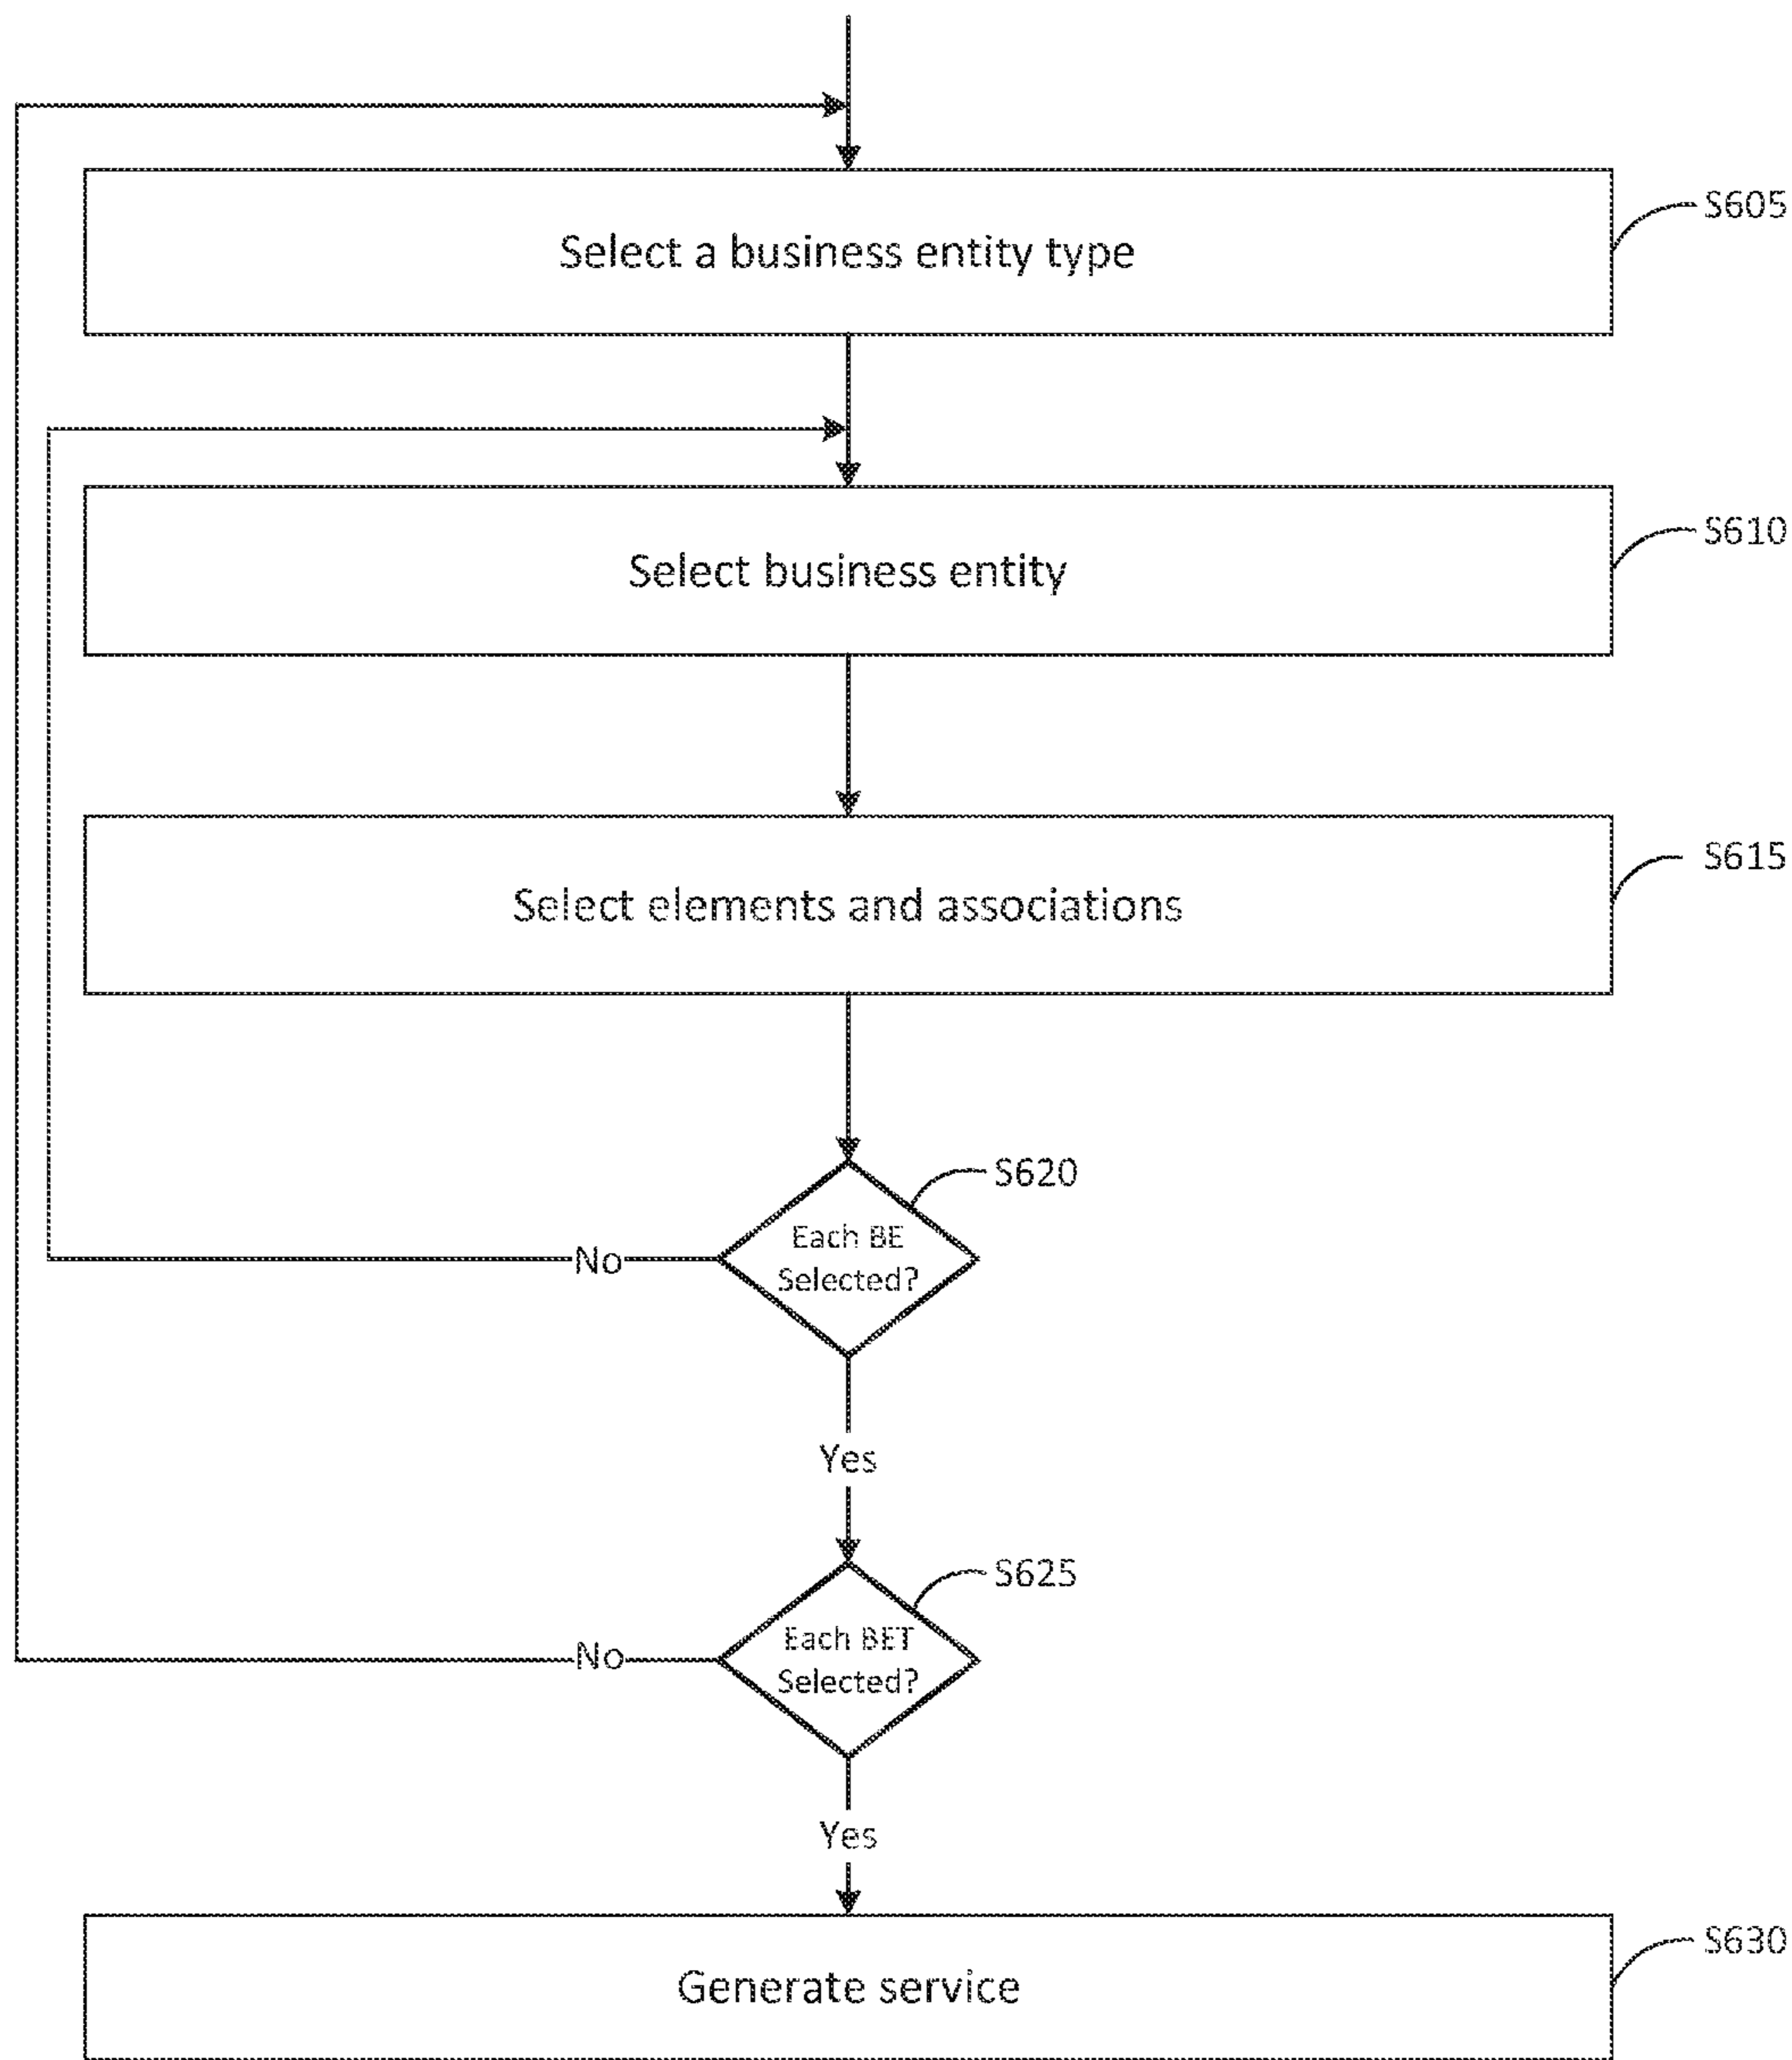 S605
Select a business entity type
S610
Select business entity
S615
Select elements and associations
S620
Each BE
Selected?
No
Yes
S625
Each BET
Selected?
No
Yes
S630
Generate service